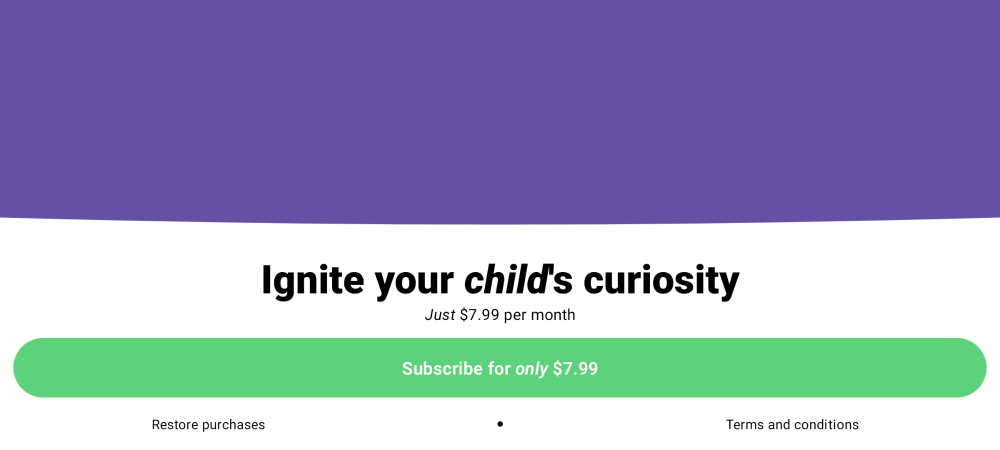 Ignite your child's curiosity
Just $7.99 per month
Subscribe for only $7.99
Restore purchases • Terms and conditions